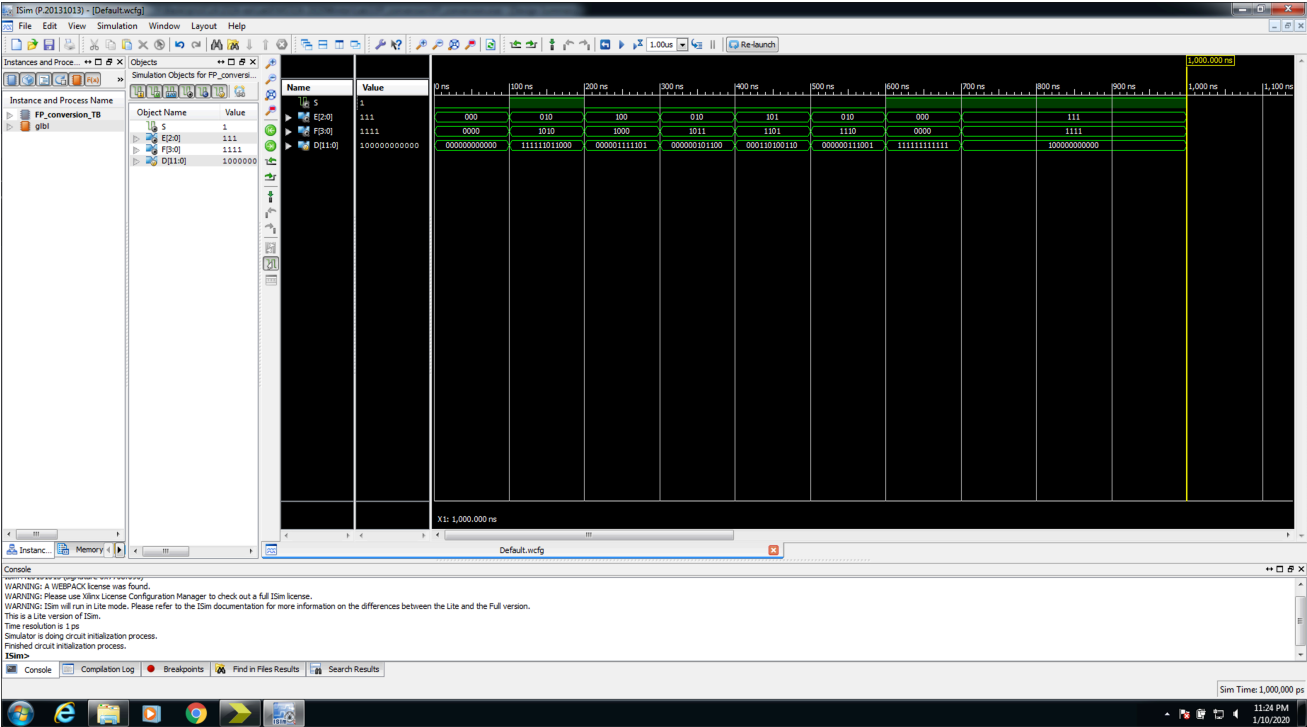 ISim (P.20131013) - [Default.wcfg]
File Edit View Simulation Window Layout Help
1.00us Re-launch
Instances and Proce... Objects
Simulation Objects for FP_conversi...
Instance and Process Name
FP_conversion_TB
glbl
Object Name Value
S 1
E[2:0] 111
F[3:0] 1111
D[11:0] 1000000
Name Value
S 1
E[2:0] 111
F[3:0] 1111
D[11:0] 100000000000
1,000.000 ns
0 ns 100 ns 200 ns 300 ns 400 ns 500 ns 600 ns 700 ns 800 ns 900 ns 1,000 ns 1,100 ns
000 010 100 010 101 010 000 111
0000 1010 1000 1011 1101 1110 0000 1111
000000000000 111111011000 000001111101 000000101100 000110100110 000000111001 111111111111 100000000000
X1: 1,000.000 ns
Instanc... Memory
Default.wcfg
Console
WARNING: A WEBPACK license was found.
WARNING: Please use Xilinx License Configuration Manager to check out a full ISim license.
WARNING: ISim will run in Lite mode. Please refer to the ISim documentation for more information on the differences between the Lite and the Full version.
This is a Lite version of ISim.
Time resolution is 1 ps
Simulator is doing circuit initialization process.
Finished circuit initialization process.
ISim>
Console Compilation Log Breakpoints Find in Files Results Search Results
Sim Time: 1,000,000 ps
11:24 PM
1/10/2020